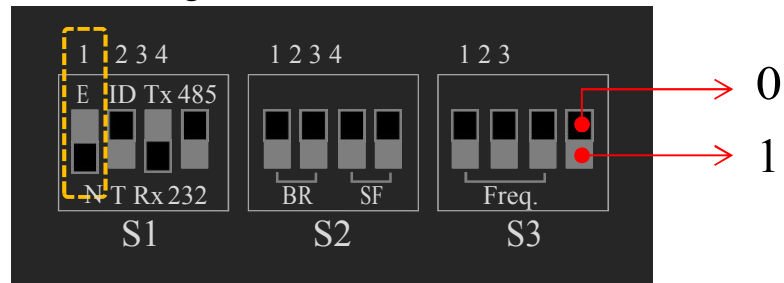 1 2 3 4
E ID Tx 485
N T Rx 232
S1
1 2 3 4
BR SF
S2
1 2 3
Freq.
S3
0
1